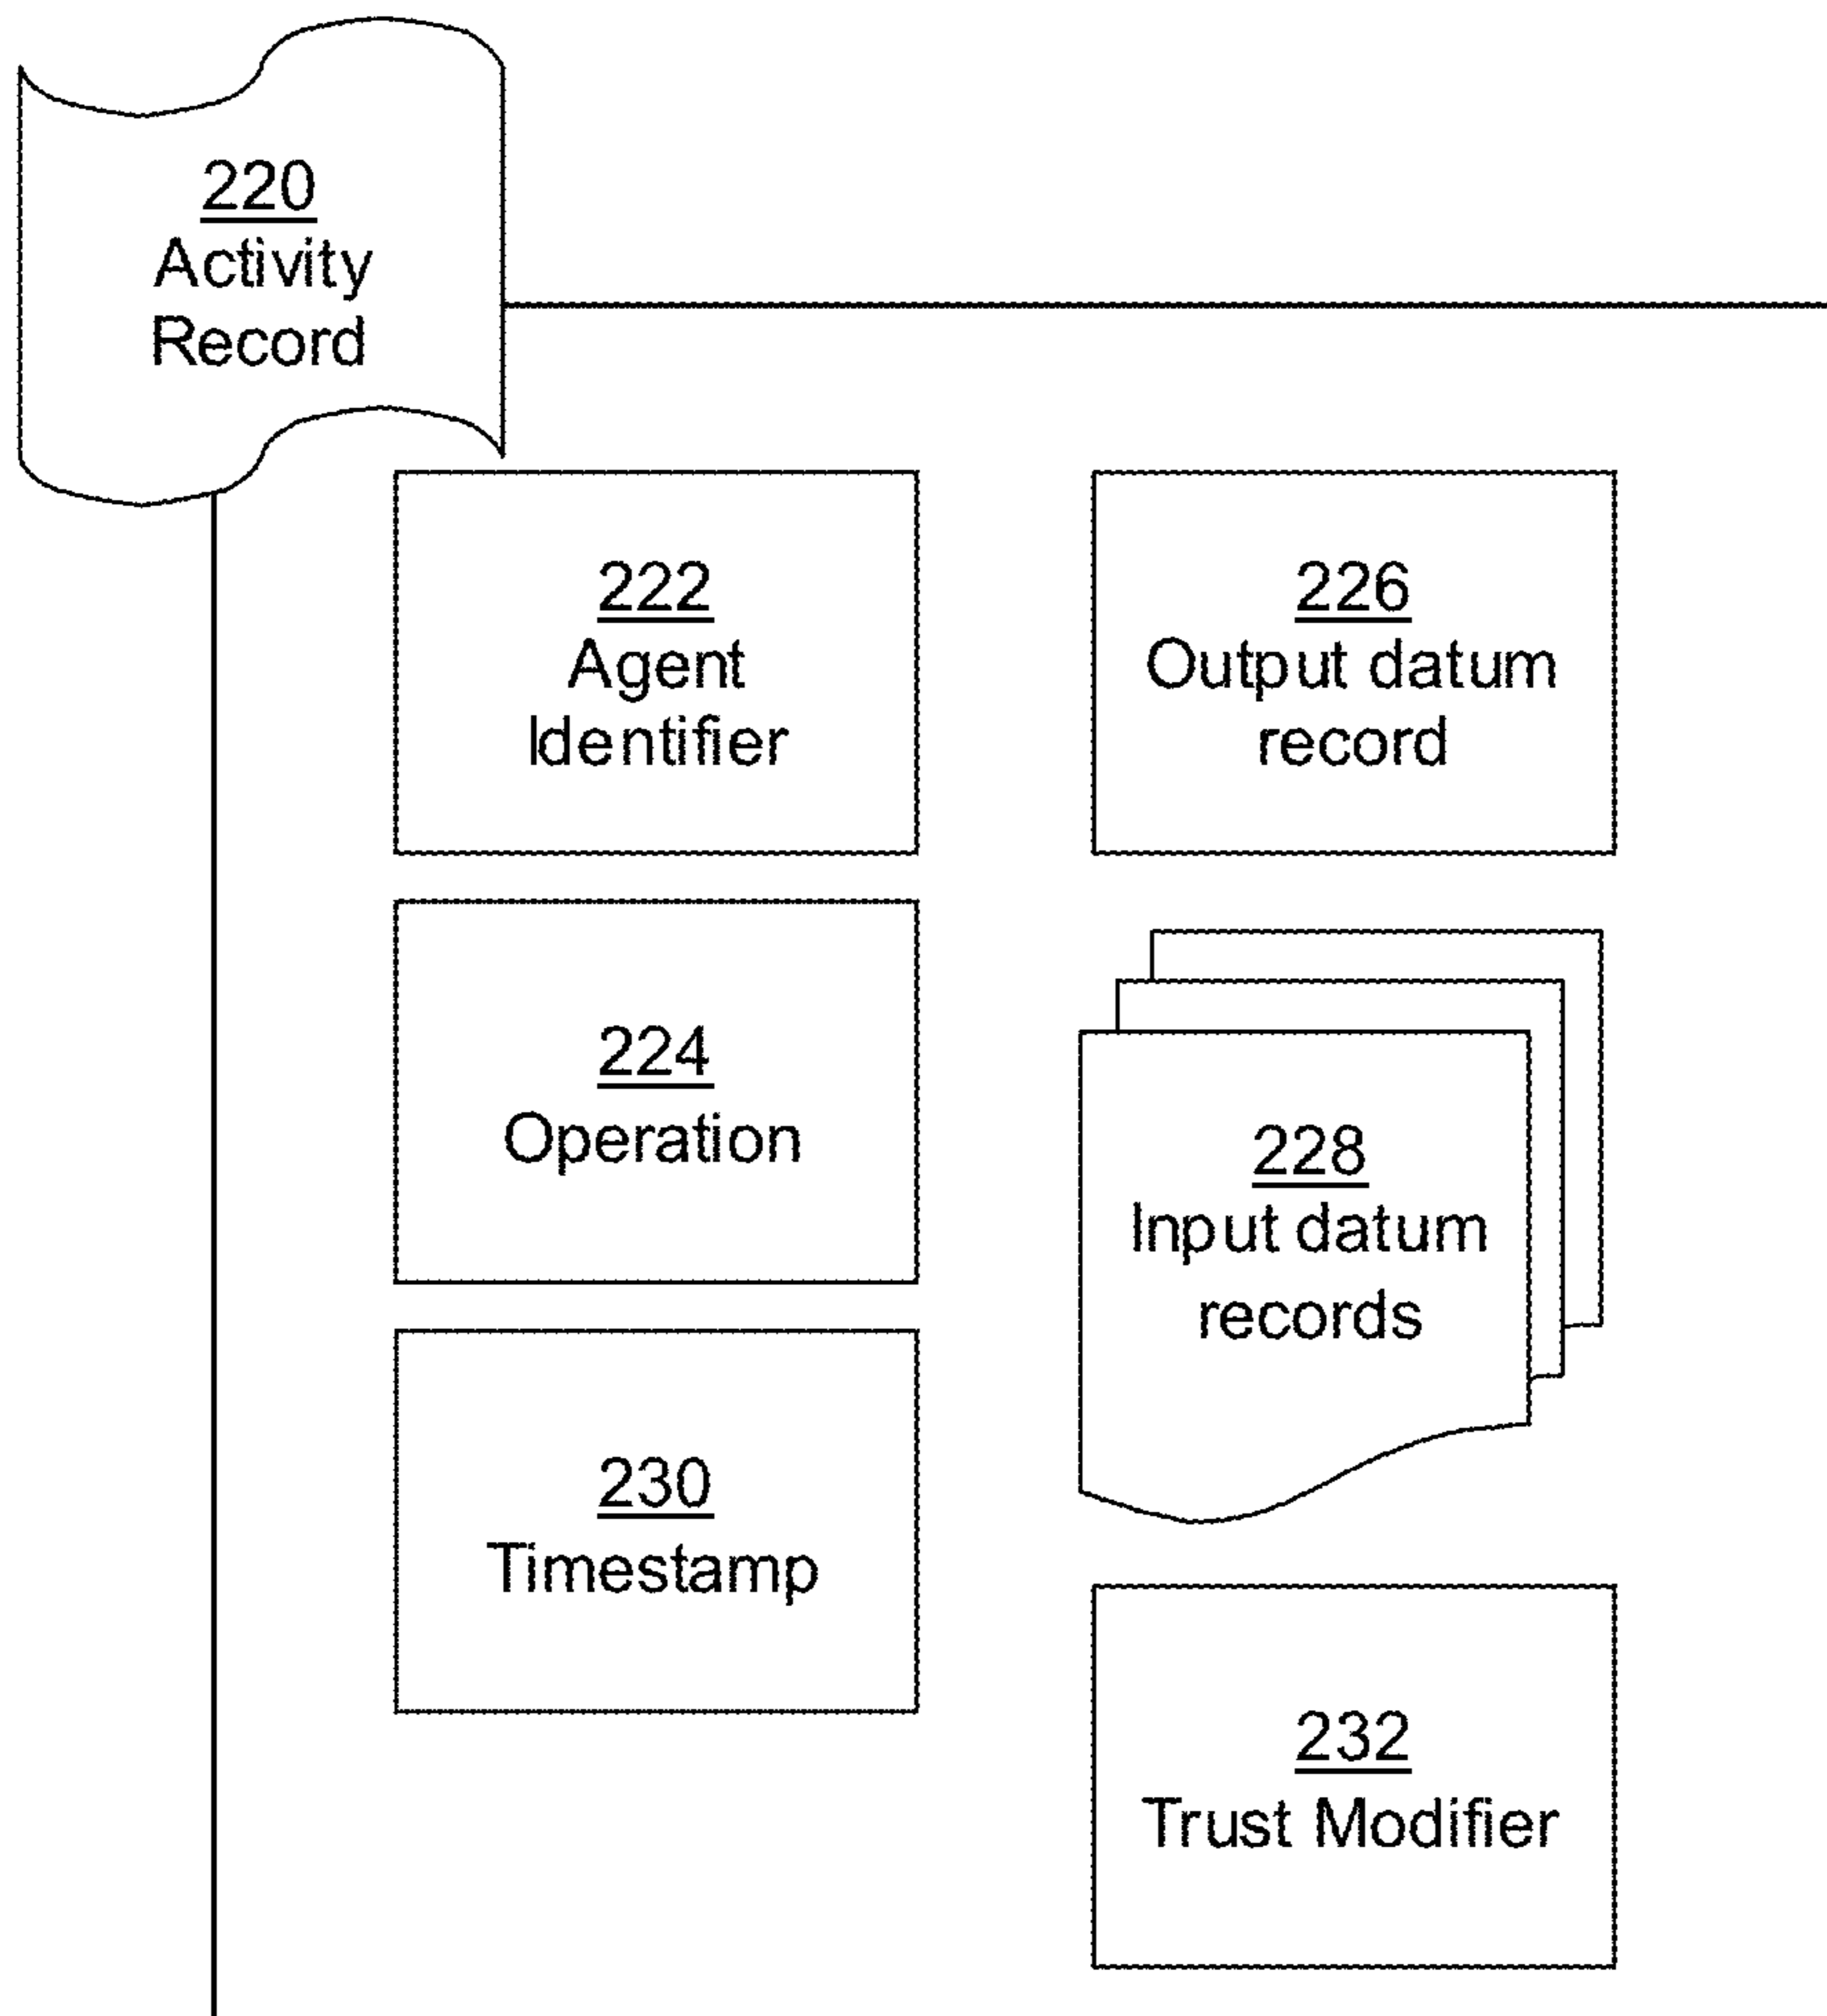 220
Activity
Record
222
Agent
Identifier
226
Output datum
record
224
Operation
228
Input datum
records
230
Timestamp
232
Trust Modifier